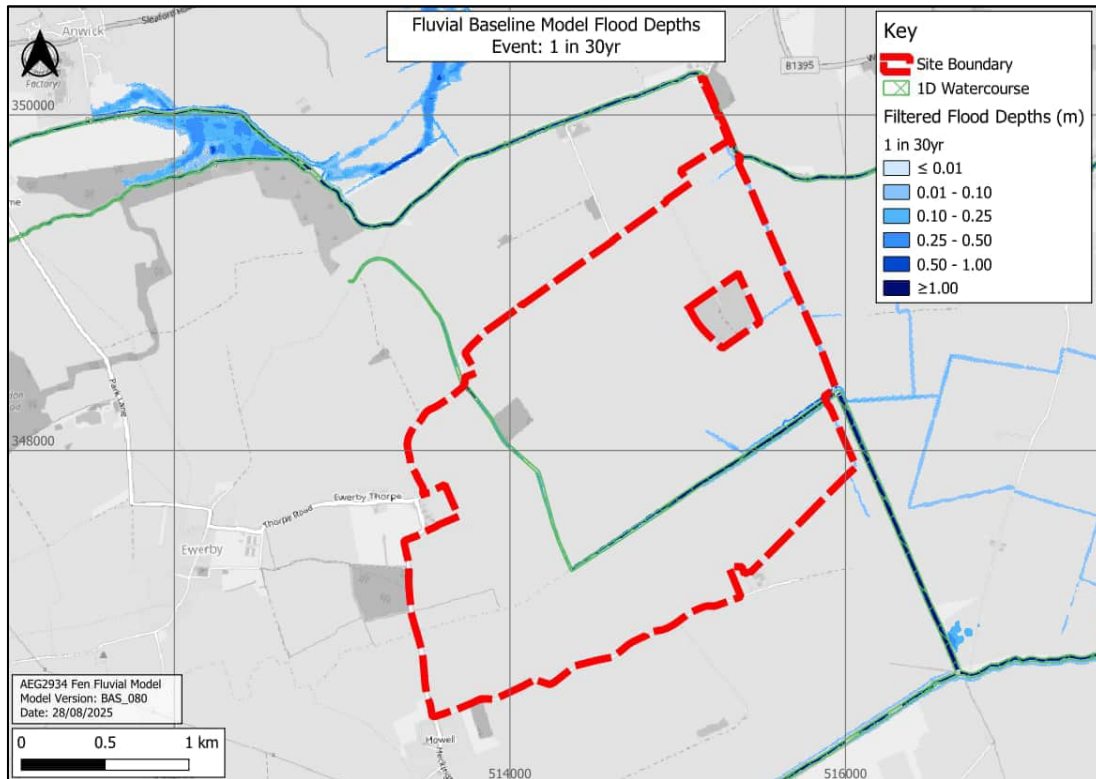 Fluvial Baseline Model Flood Depths
Event: 1 in 30yr
Key
Site Boundary
1D Watercourse
Filtered Flood Depths (m)
1 in 30yr
≤ 0.01
0.01 - 0.10
0.10 - 0.25
0.25 - 0.50
0.50 - 1.00
≥1.00
Anwick
Factory
B1395
350000
Park Lane
348000
Ewerby Thorpe
Thorpe Road
Ewerby
Howell
AEG2934 Fen Fluvial Model
Model Version: BAS_080
Date: 28/08/2025
0 0.5 1 km
514000
516000